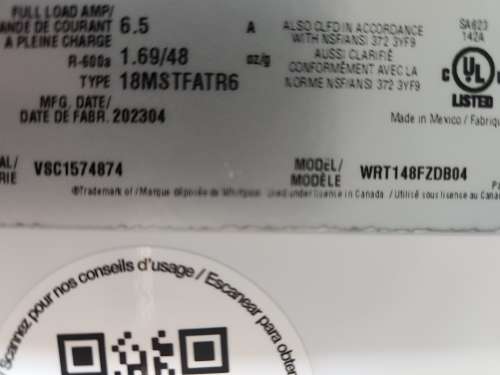 FULL LOAD AMP/
ANDE DE COURANT 6.5 A
A PLEINE CHARGE
R-600a 1.69/48 oz/g
TYPE 18MSTFATR6
MFG. DATE/
DATE DE FABR. 202304
ALSO CLFD IN ACCORDANCE
WITH NSF/ANSI 372 3YF9
AUSSI CLARIFIÉ
CONFORMÉMENT AVEC LA
NORME NSF/ANSI 372 3YF9
SA623
142A
C UL
LISTED
Made in Mexico / Fabriqu
AL/
RIE VSC1574874
MODEL/
MODÈLE WRT148FZDB04
®Trademark of / Marque déposée de Whirlpool. Used under license in Canada. / Utilisé sous license au Canada
Scannez pour nos conseils d'usage / Escanear para obten